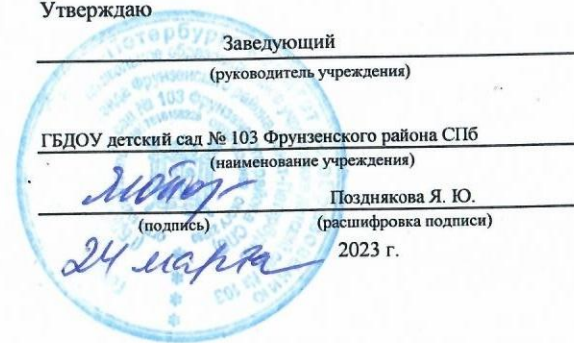 Утверждаю
Заведующий
(руководитель учреждения)
ГБДОУ детский сад № 103 Фрунзенского района СПб
(наименование учреждения)
Позднякова Я. Ю.
(подпись) (расшифровка подписи)
24 марта 2023 г.